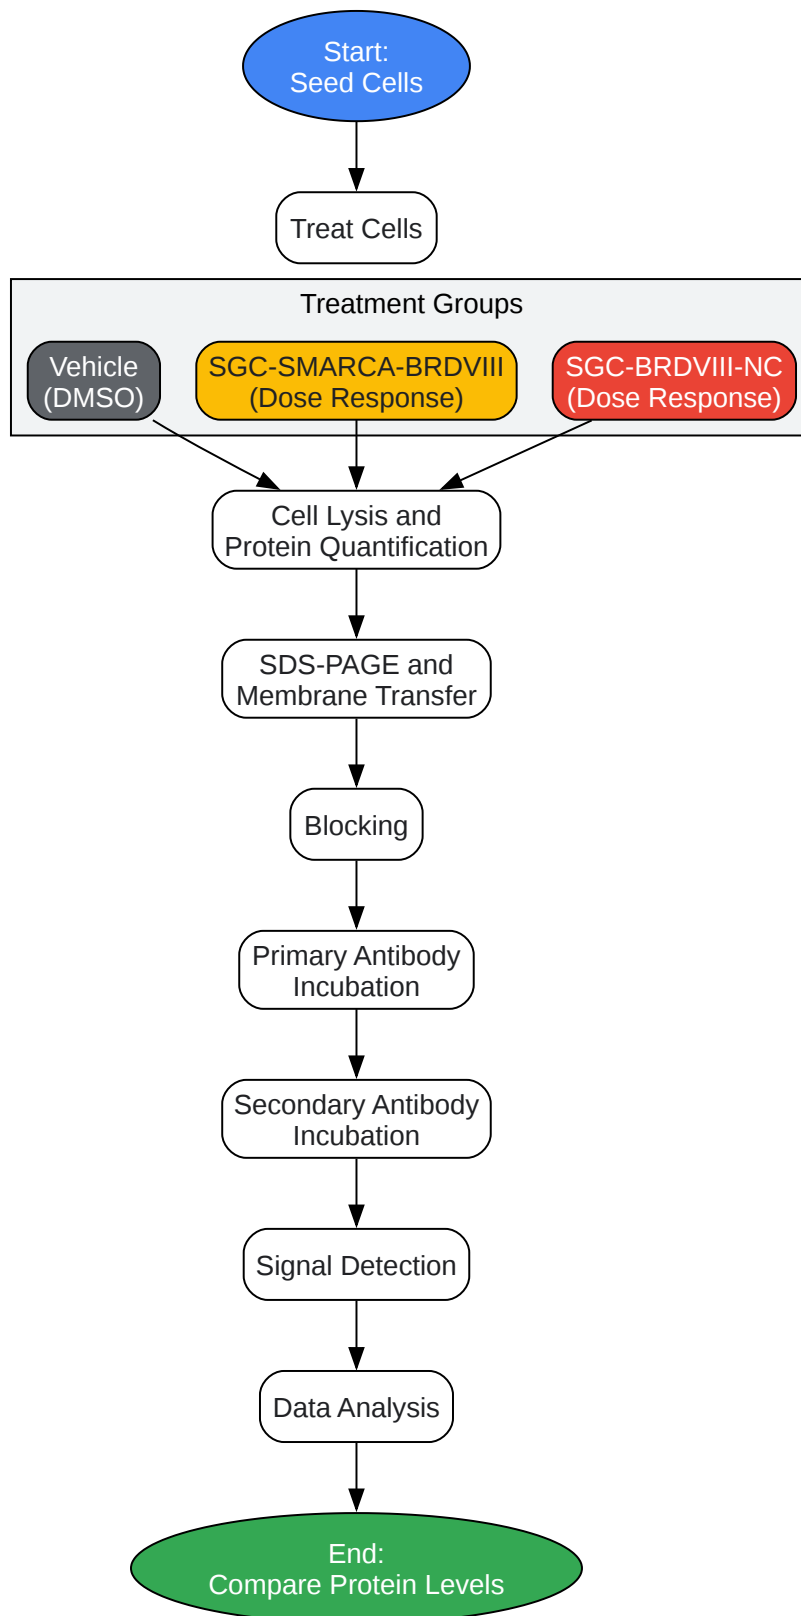 Start:
Seed Cells
Treat Cells
Treatment Groups
Vehicle
(DMSO)
SGC-SMARCA-BRDVIII
(Dose Response)
SGC-BRDVIII-NC
(Dose Response)
Cell Lysis and
Protein Quantification
SDS-PAGE and
Membrane Transfer
Blocking
Primary Antibody
Incubation
Secondary Antibody
Incubation
Signal Detection
Data Analysis
End:
Compare Protein Levels